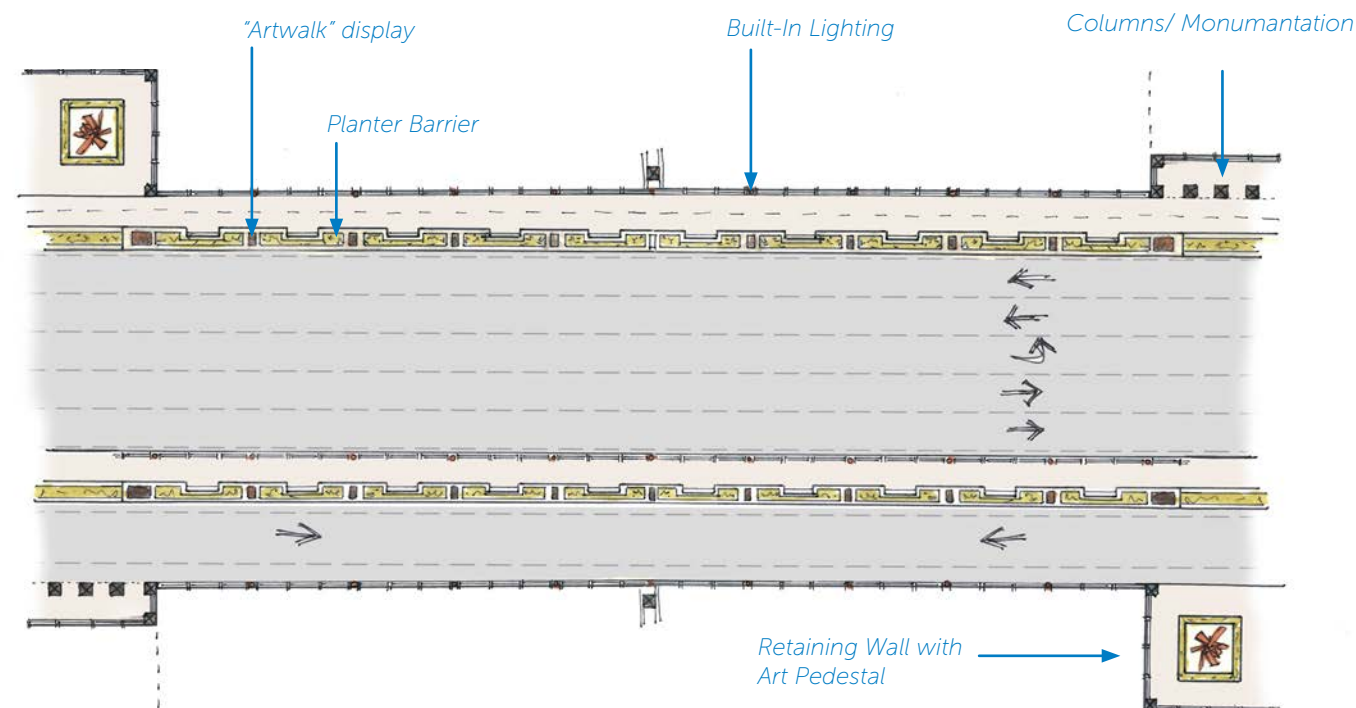 "Artwalk" display
Built-In Lighting
Columns/ Monumantation
Planter Barrier
Retaining Wall with
Art Pedestal